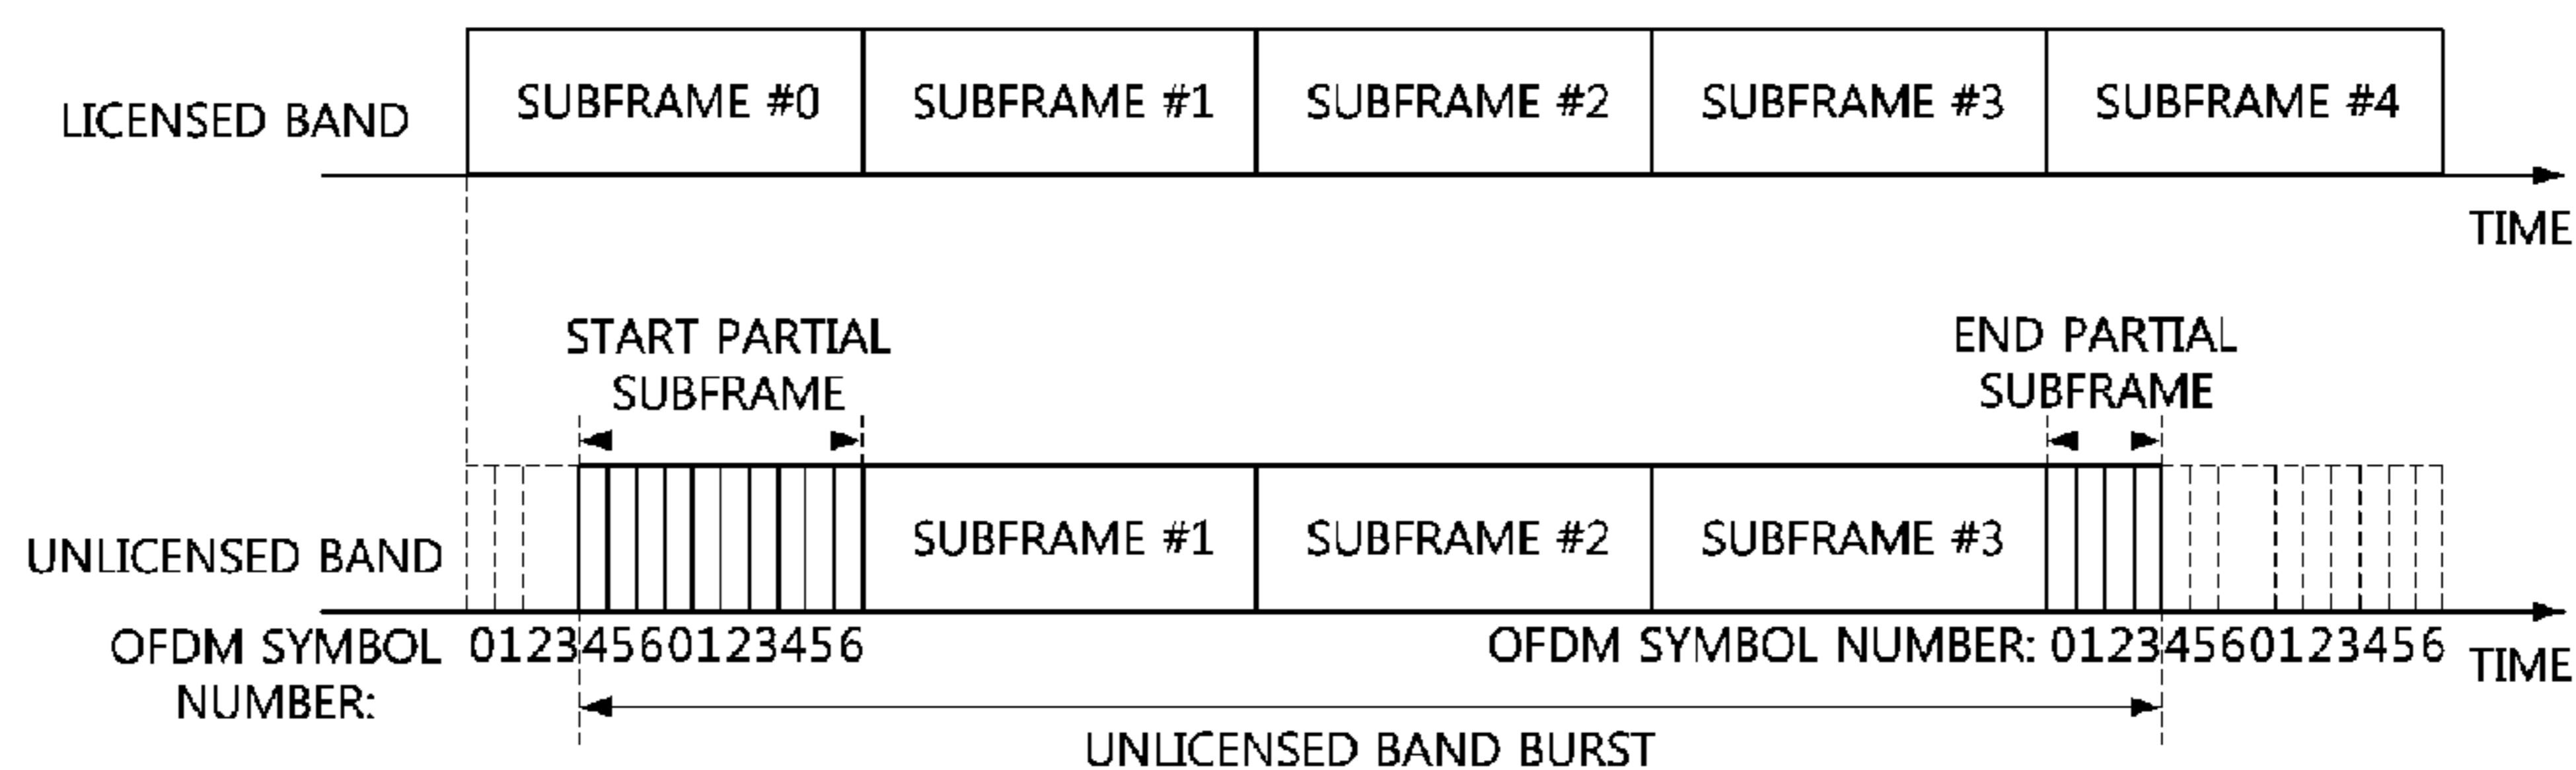 LICENSED BAND
SUBFRAME #0
SUBFRAME #1
SUBFRAME #2
SUBFRAME #3
SUBFRAME #4
TIME
START PARTIAL
SUBFRAME
END PARTIAL
SUBFRAME
UNLICENSED BAND
SUBFRAME #1
SUBFRAME #2
SUBFRAME #3
OFDM SYMBOL
NUMBER:
01234560123456
OFDM SYMBOL NUMBER: 01234560123456
TIME
UNLICENSED BAND BURST